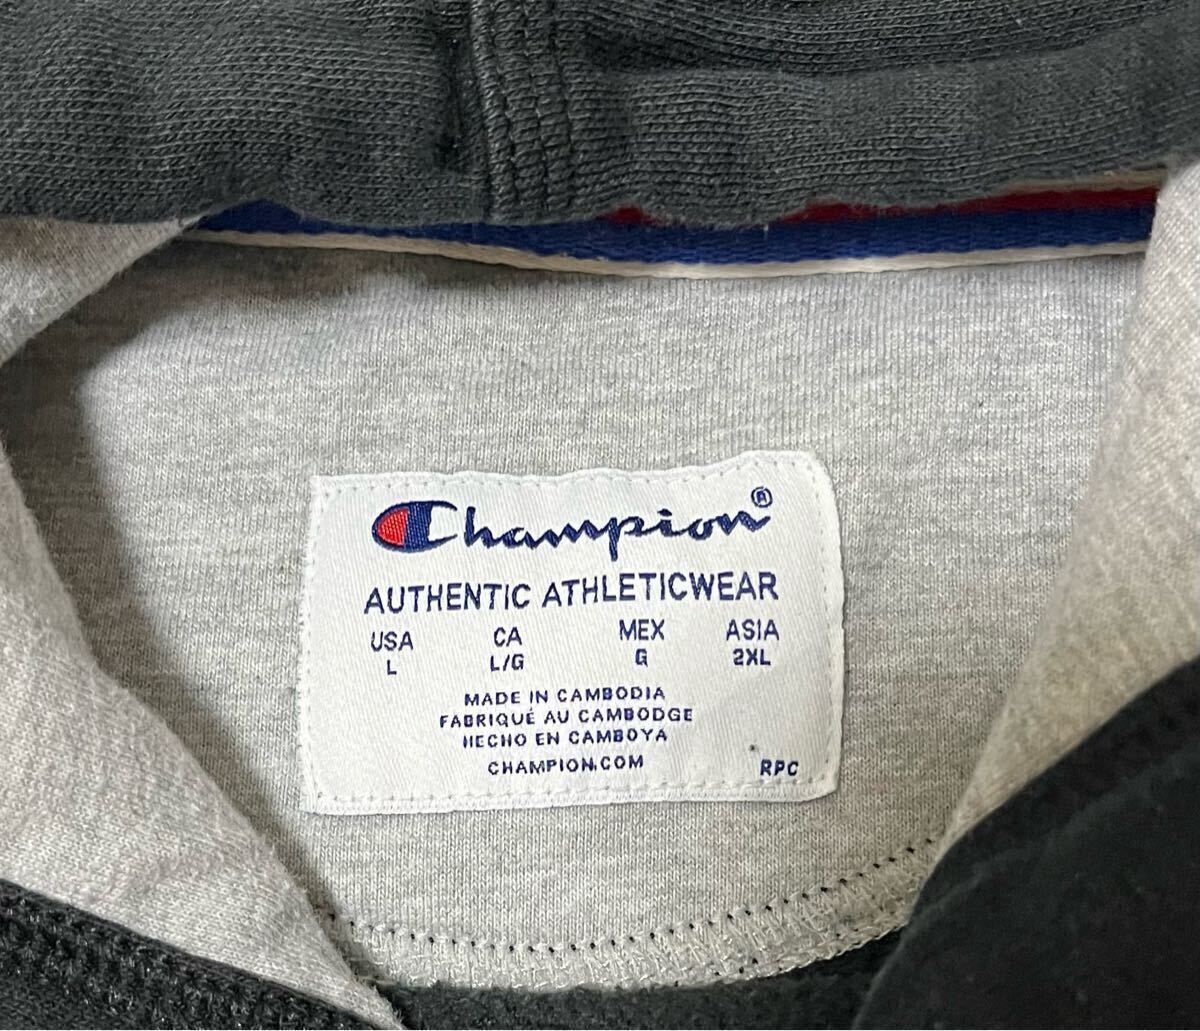 Champion®
AUTHENTIC ATHLETICWEAR
USA CA MEX ASIA
L L/G G 2XL
MADE IN CAMBODIA
FABRIQUÉ AU CAMBODGE
HECHO EN CAMBOYA
CHAMPION.COM RPC